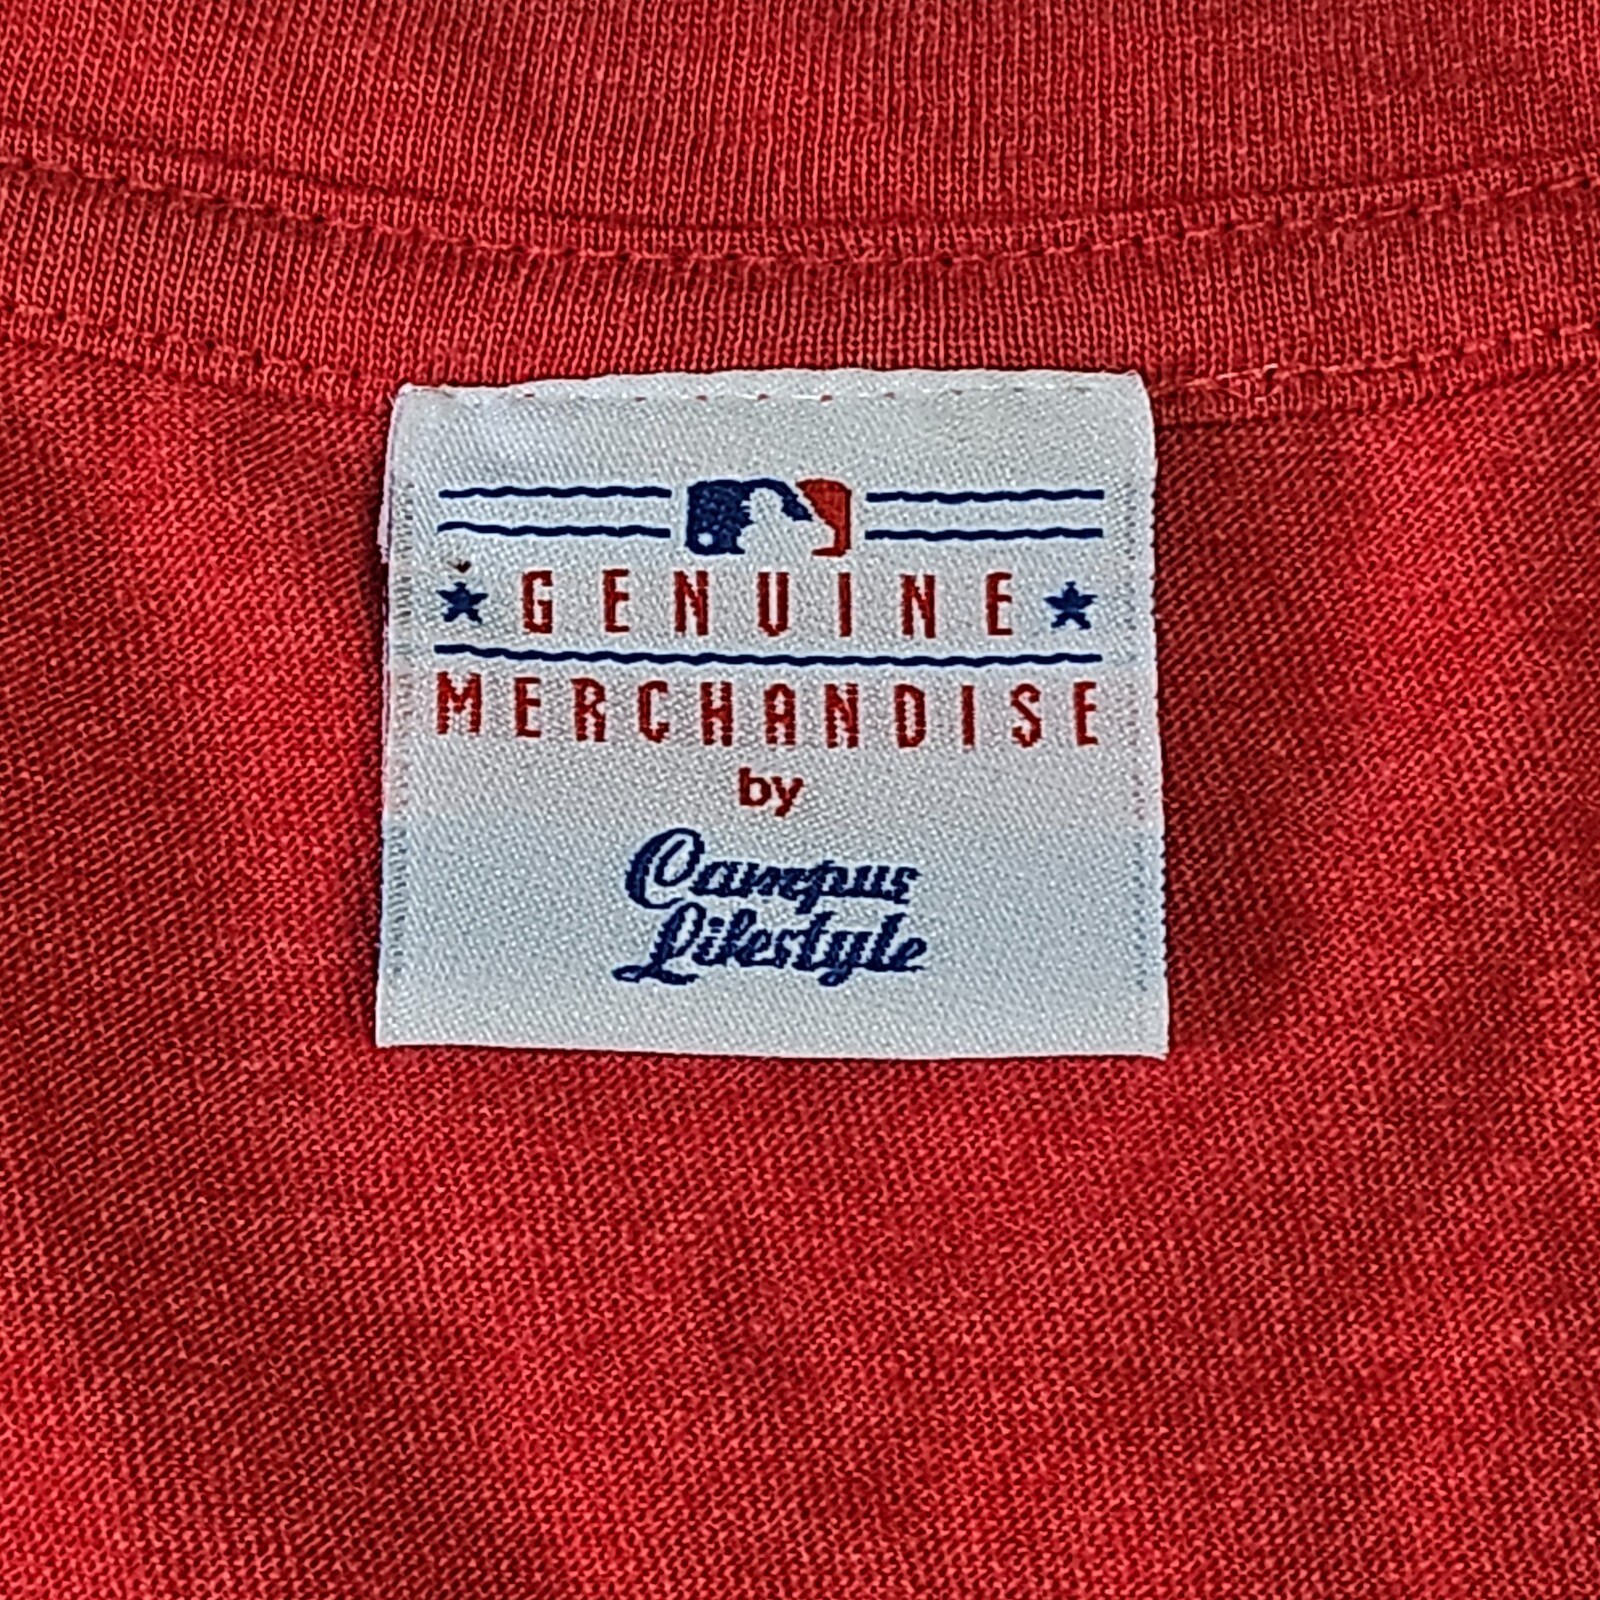 GENUINE
MERCHANDISE
by
Campus
Lifestyle